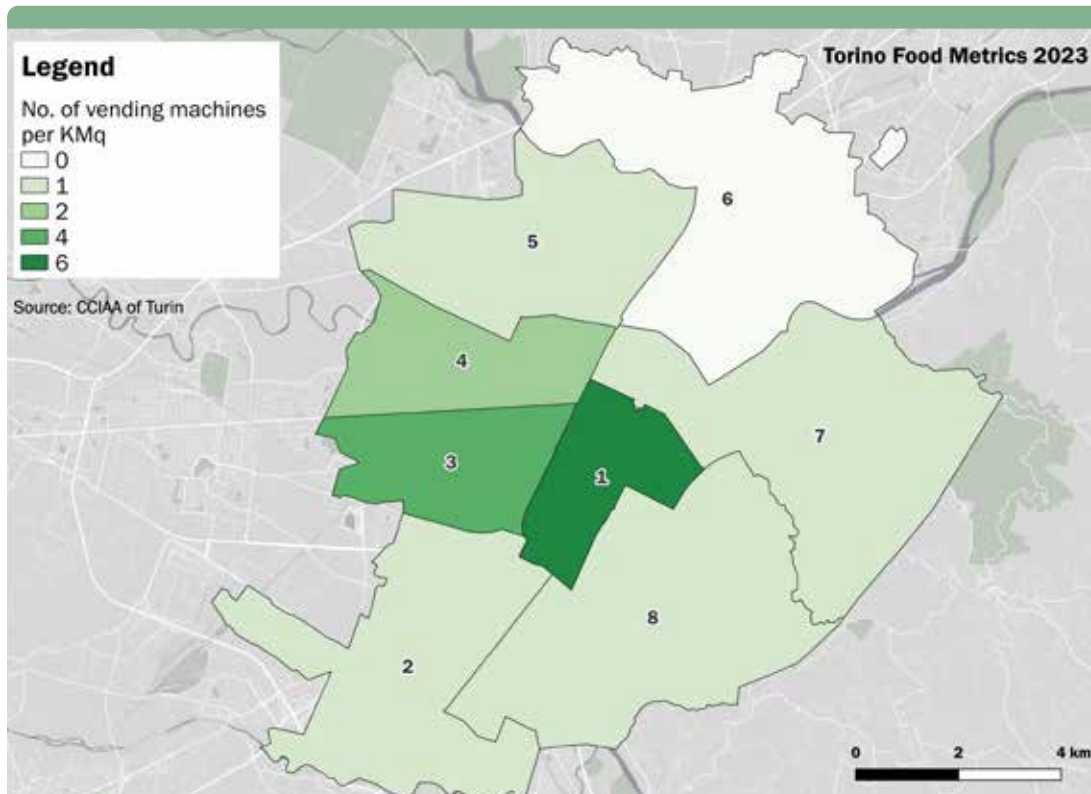 Torino Food Metrics 2023
Legend
No. of vending machines
per KMq
0
1
2
4
6
Source: CCIAA of Turin
6
5
4
7
3
1
8
2
0 2 4 km